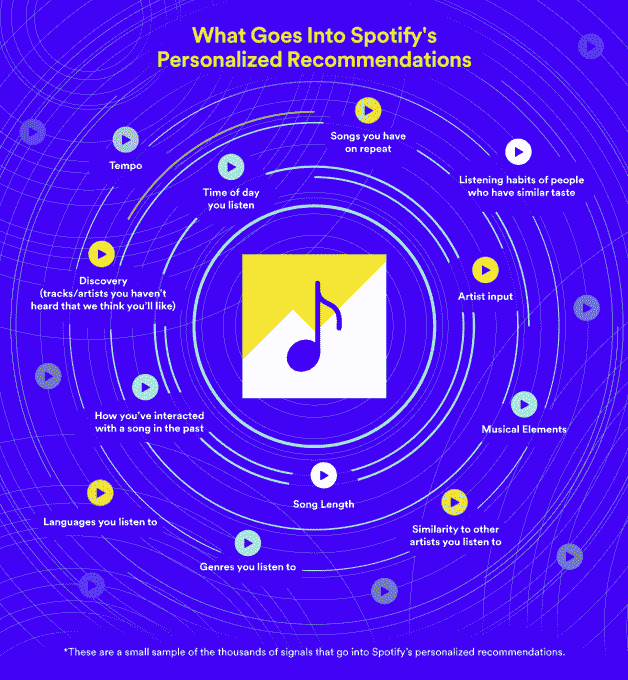 What Goes Into Spotify's
Personalized Recommendations
Songs you have
on repeat
Tempo
Listening habits of people
who have similar taste
Time of day
you listen
Discovery
(tracks/artists you haven't
heard that we think you'll like)
Artist input
How you've interacted
with a song in the past
Musical Elements
Song Length
Languages you listen to
Similarity to other
artists you listen to
Genres you listen to
*These are a small sample of the thousands of signals that go into Spotify's personalized recommendations.